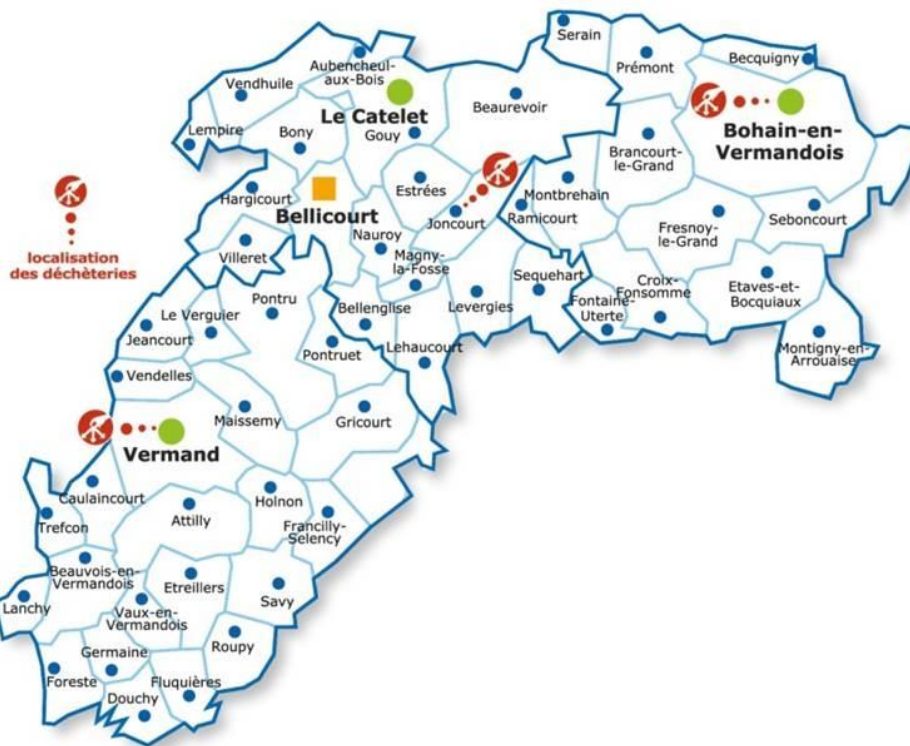 Serain
Prémont
Becquigny
Aubencheul-
aux-Bois
Vendhuile
Le Catelet
Beaurevoir
Gouy
Bohain-en-
Vermandois
Lempire
Bony
Brancourt-
le-Grand
Estrées
Hargicourt
Bellicourt
Montbrehain
Joncourt
Ramicourt
Seboncourt
Fresnoy-
le-Grand
Nauroy
Villeret
localisation
des déchèteries
Magny-
la-Fosse
Sequehart
Croix-
Fonsomme
Etaves-et-
Bocquiaux
Pontru
Levergies
Fontaine-
Uterte
Le Verguier
Bellenglise
Jeancourt
Lehaucourt
Pontruet
Montigny-en-
Arrouaise
Vendelles
Maissemy
Gricourt
Vermand
Caulaincourt
Holnon
Attilly
Trefcon
Francilly-
Selency
Beauvois-en-
Vermandois
Etreillers
Savy
Lanchy
Vaux-en-
Vermandois
Roupy
Germaine
Foreste
Fluquières
Douchy